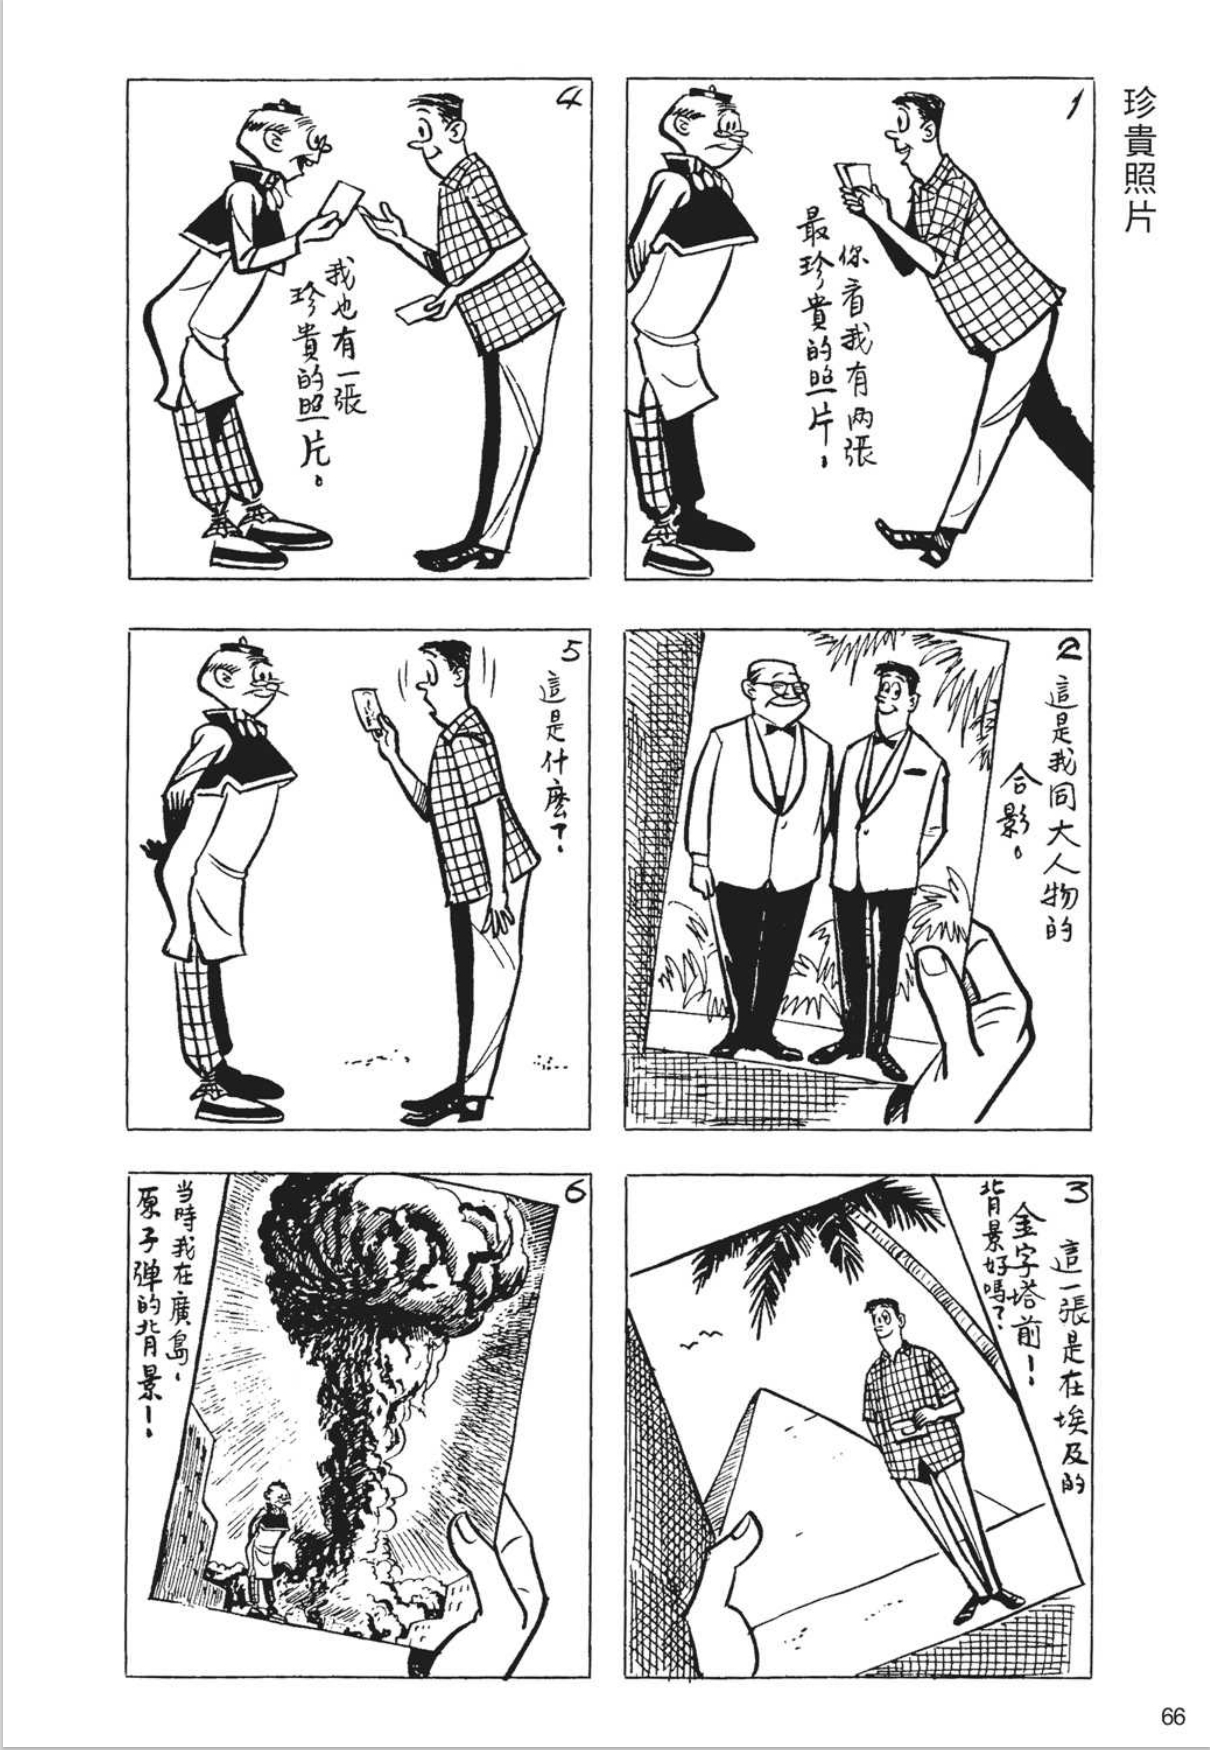 珍貴照片
1
你看我有两張
最珍貴的照片。
2
這是我同大人物的
合影。
3
這一張是在埃及的
金字塔前！
背景好嗎？
4
我也有一張
珍貴的照片。
5
這是什麽？
6
当時我在廣島，
原子弹的背景！
66